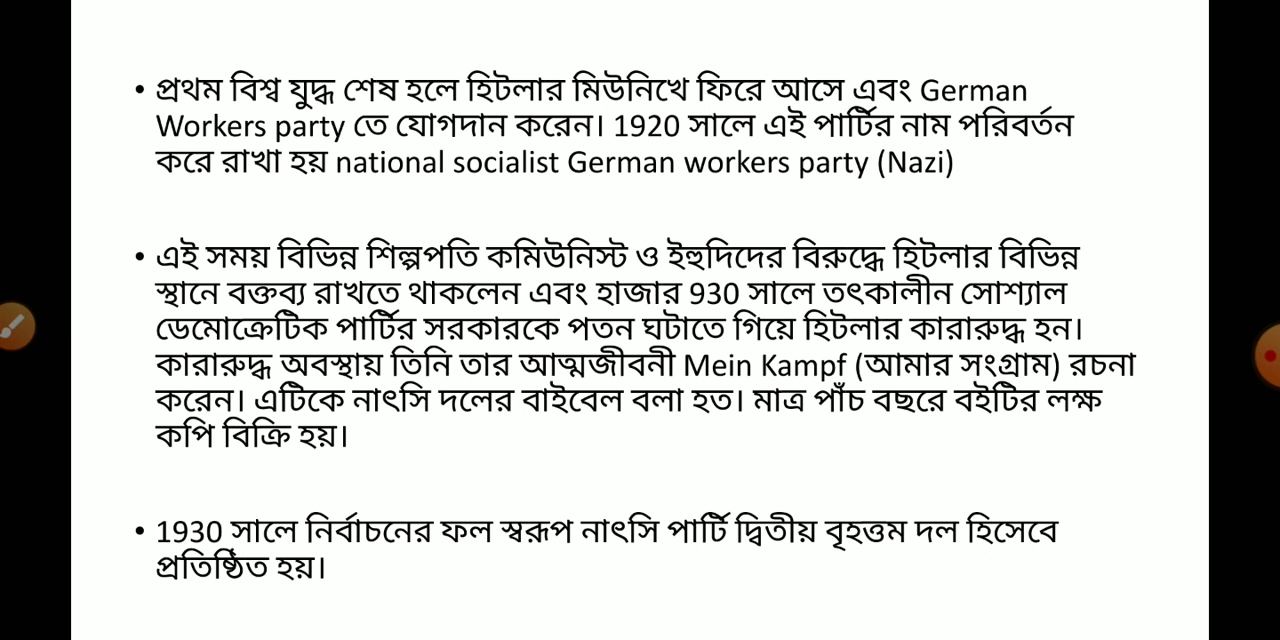 • প্রথম বিশ্ব যুদ্ধ শেষ হলে হিটলার মিউনিখে ফিরে আসে এবং German
Workers party তে যোগদান করেন। 1920 সালে এই পার্টির নাম পরিবর্তন
করে রাখা হয় national socialist German workers party (Nazi)
• এই সময় বিভিন্ন শিল্পপতি কমিউনিস্ট ও ইহুদিদের বিরুদ্ধে হিটলার বিভিন্ন
স্থানে বক্তব্য রাখতে থাকলেন এবং হাজার 930 সালে তৎকালীন সোশ্যাল
ডেমোক্রেটিক পার্টির সরকারকে পতন ঘটাতে গিয়ে হিটলার কারারুদ্ধ হন।
কারারুদ্ধ অবস্থায় তিনি তার আত্মজীবনী Mein Kampf (আমার সংগ্রাম) রচনা
করেন। এটিকে নাৎসি দলের বাইবেল বলা হত। মাত্র পাঁচ বছরে বইটির লক্ষ
কপি বিক্রি হয়।
• 1930 সালে নির্বাচনের ফল স্বরূপ নাৎসি পার্টি দ্বিতীয় বৃহত্তম দল হিসেবে
প্রতিষ্ঠিত হয়।